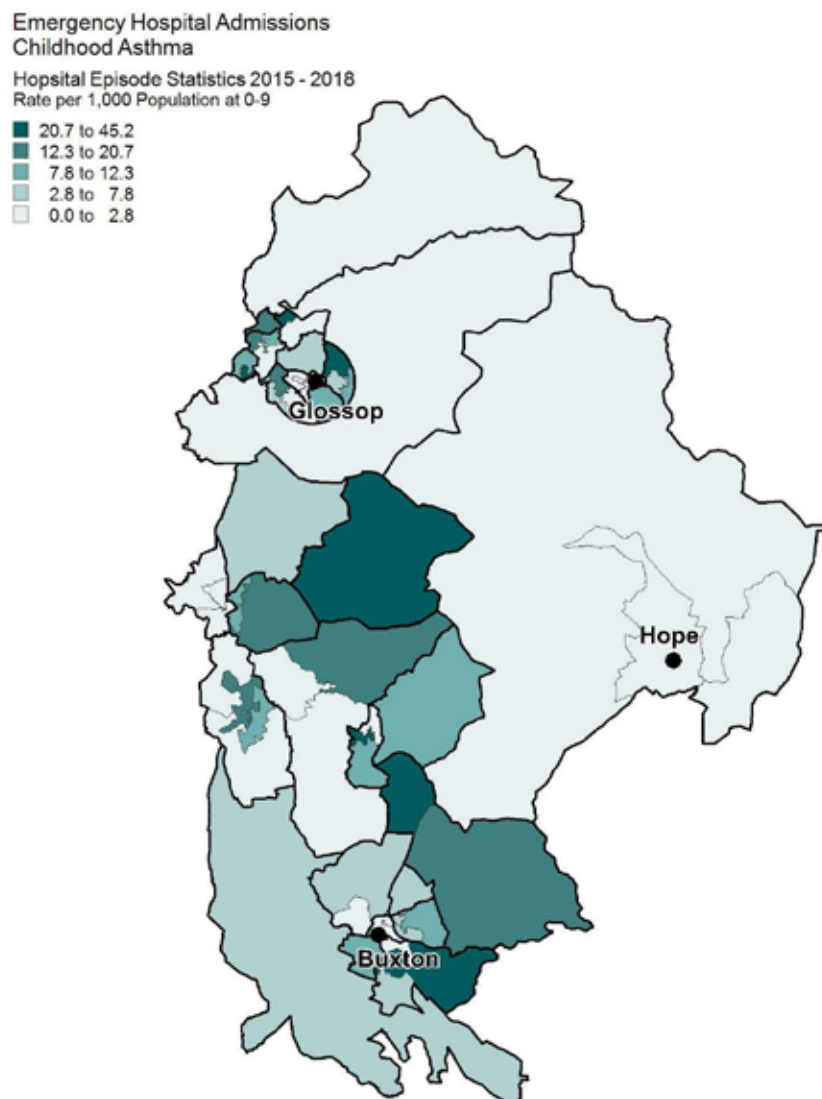 Emergency Hospital Admissions
Childhood Asthma
Hopsital Episode Statistics 2015 - 2018
Rate per 1,000 Population at 0-9
20.7 to 45.2
12.3 to 20.7
7.8 to 12.3
2.8 to 7.8
0.0 to 2.8
Glossop
Hope
Buxton